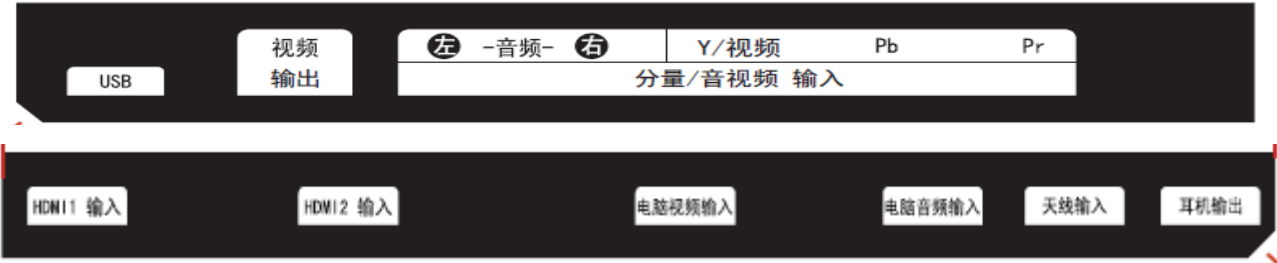 USB
视频
输出
左 -音频- 右 Y/视频 Pb Pr
分量/音视频 输入
HDMI1 输入 HDMI2 输入 电脑视频输入 电脑音频输入 天线输入 耳机输出